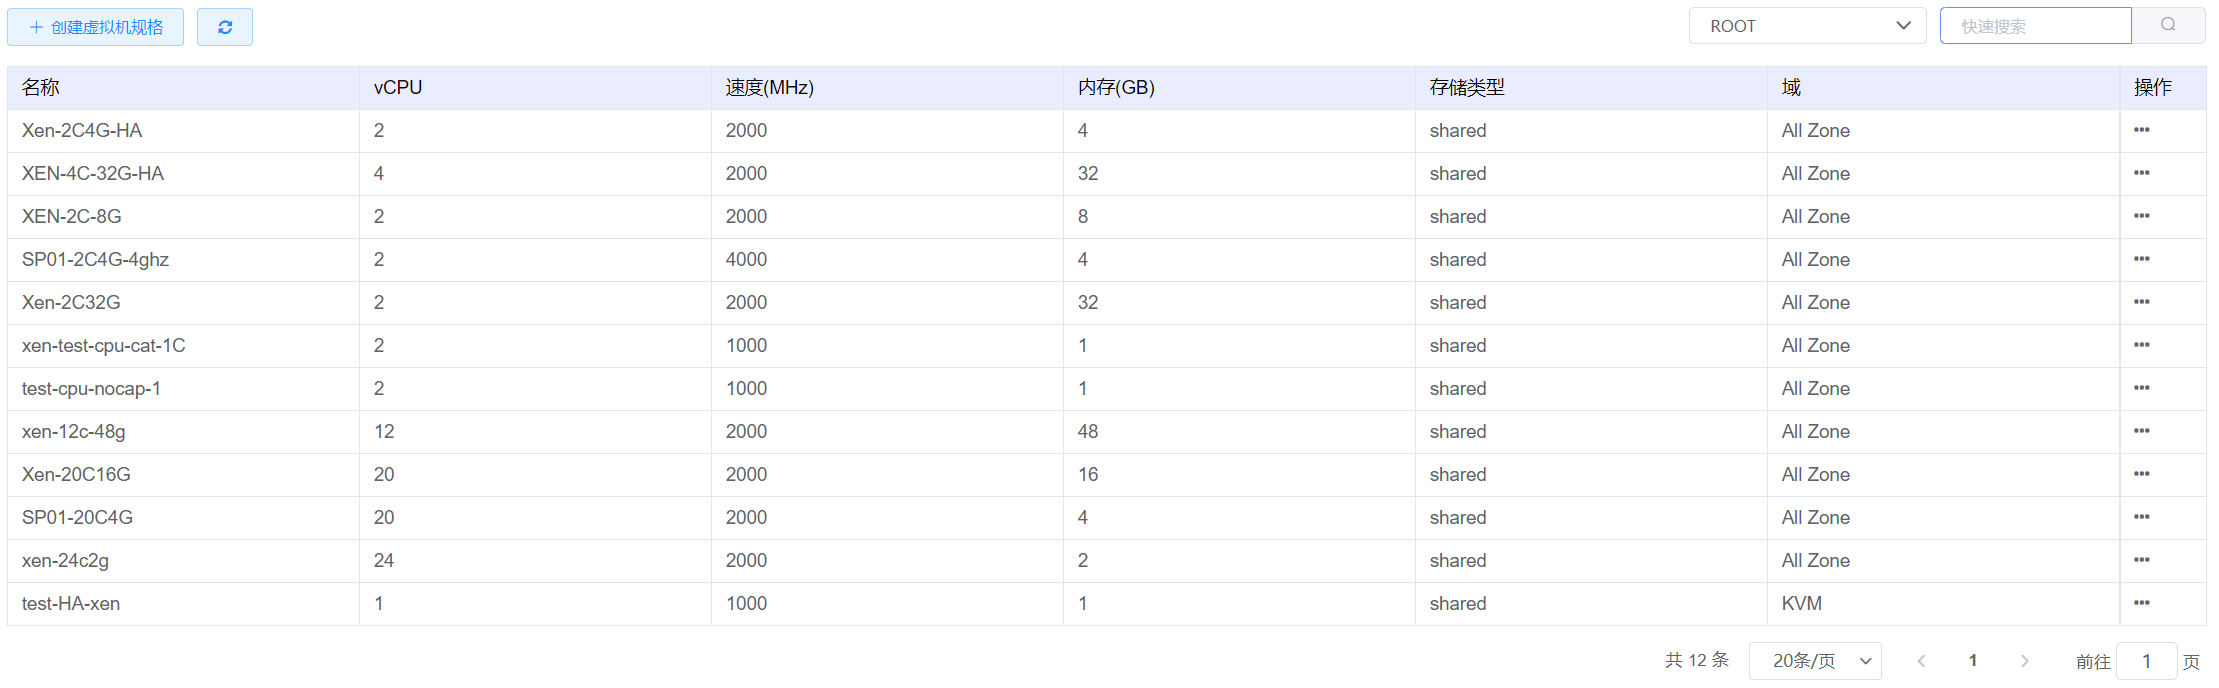 创建虚拟机规格 ROOT 快速搜索
名称 vCPU 速度(MHz) 内存(GB) 存储类型 域 操作
Xen-2C4G-HA 2 2000 4 shared All Zone •••
XEN-4C-32G-HA 4 2000 32 shared All Zone •••
XEN-2C-8G 2 2000 8 shared All Zone •••
SP01-2C4G-4ghz 2 4000 4 shared All Zone •••
Xen-2C32G 2 2000 32 shared All Zone •••
xen-test-cpu-cat-1C 2 1000 1 shared All Zone •••
test-cpu-nocap-1 2 1000 1 shared All Zone •••
xen-12c-48g 12 2000 48 shared All Zone •••
Xen-20C16G 20 2000 16 shared All Zone •••
SP01-20C4G 20 2000 4 shared All Zone •••
xen-24c2g 24 2000 2 shared All Zone •••
test-HA-xen 1 1000 1 shared KVM •••
共 12 条 20条/页 1 前往 1 页